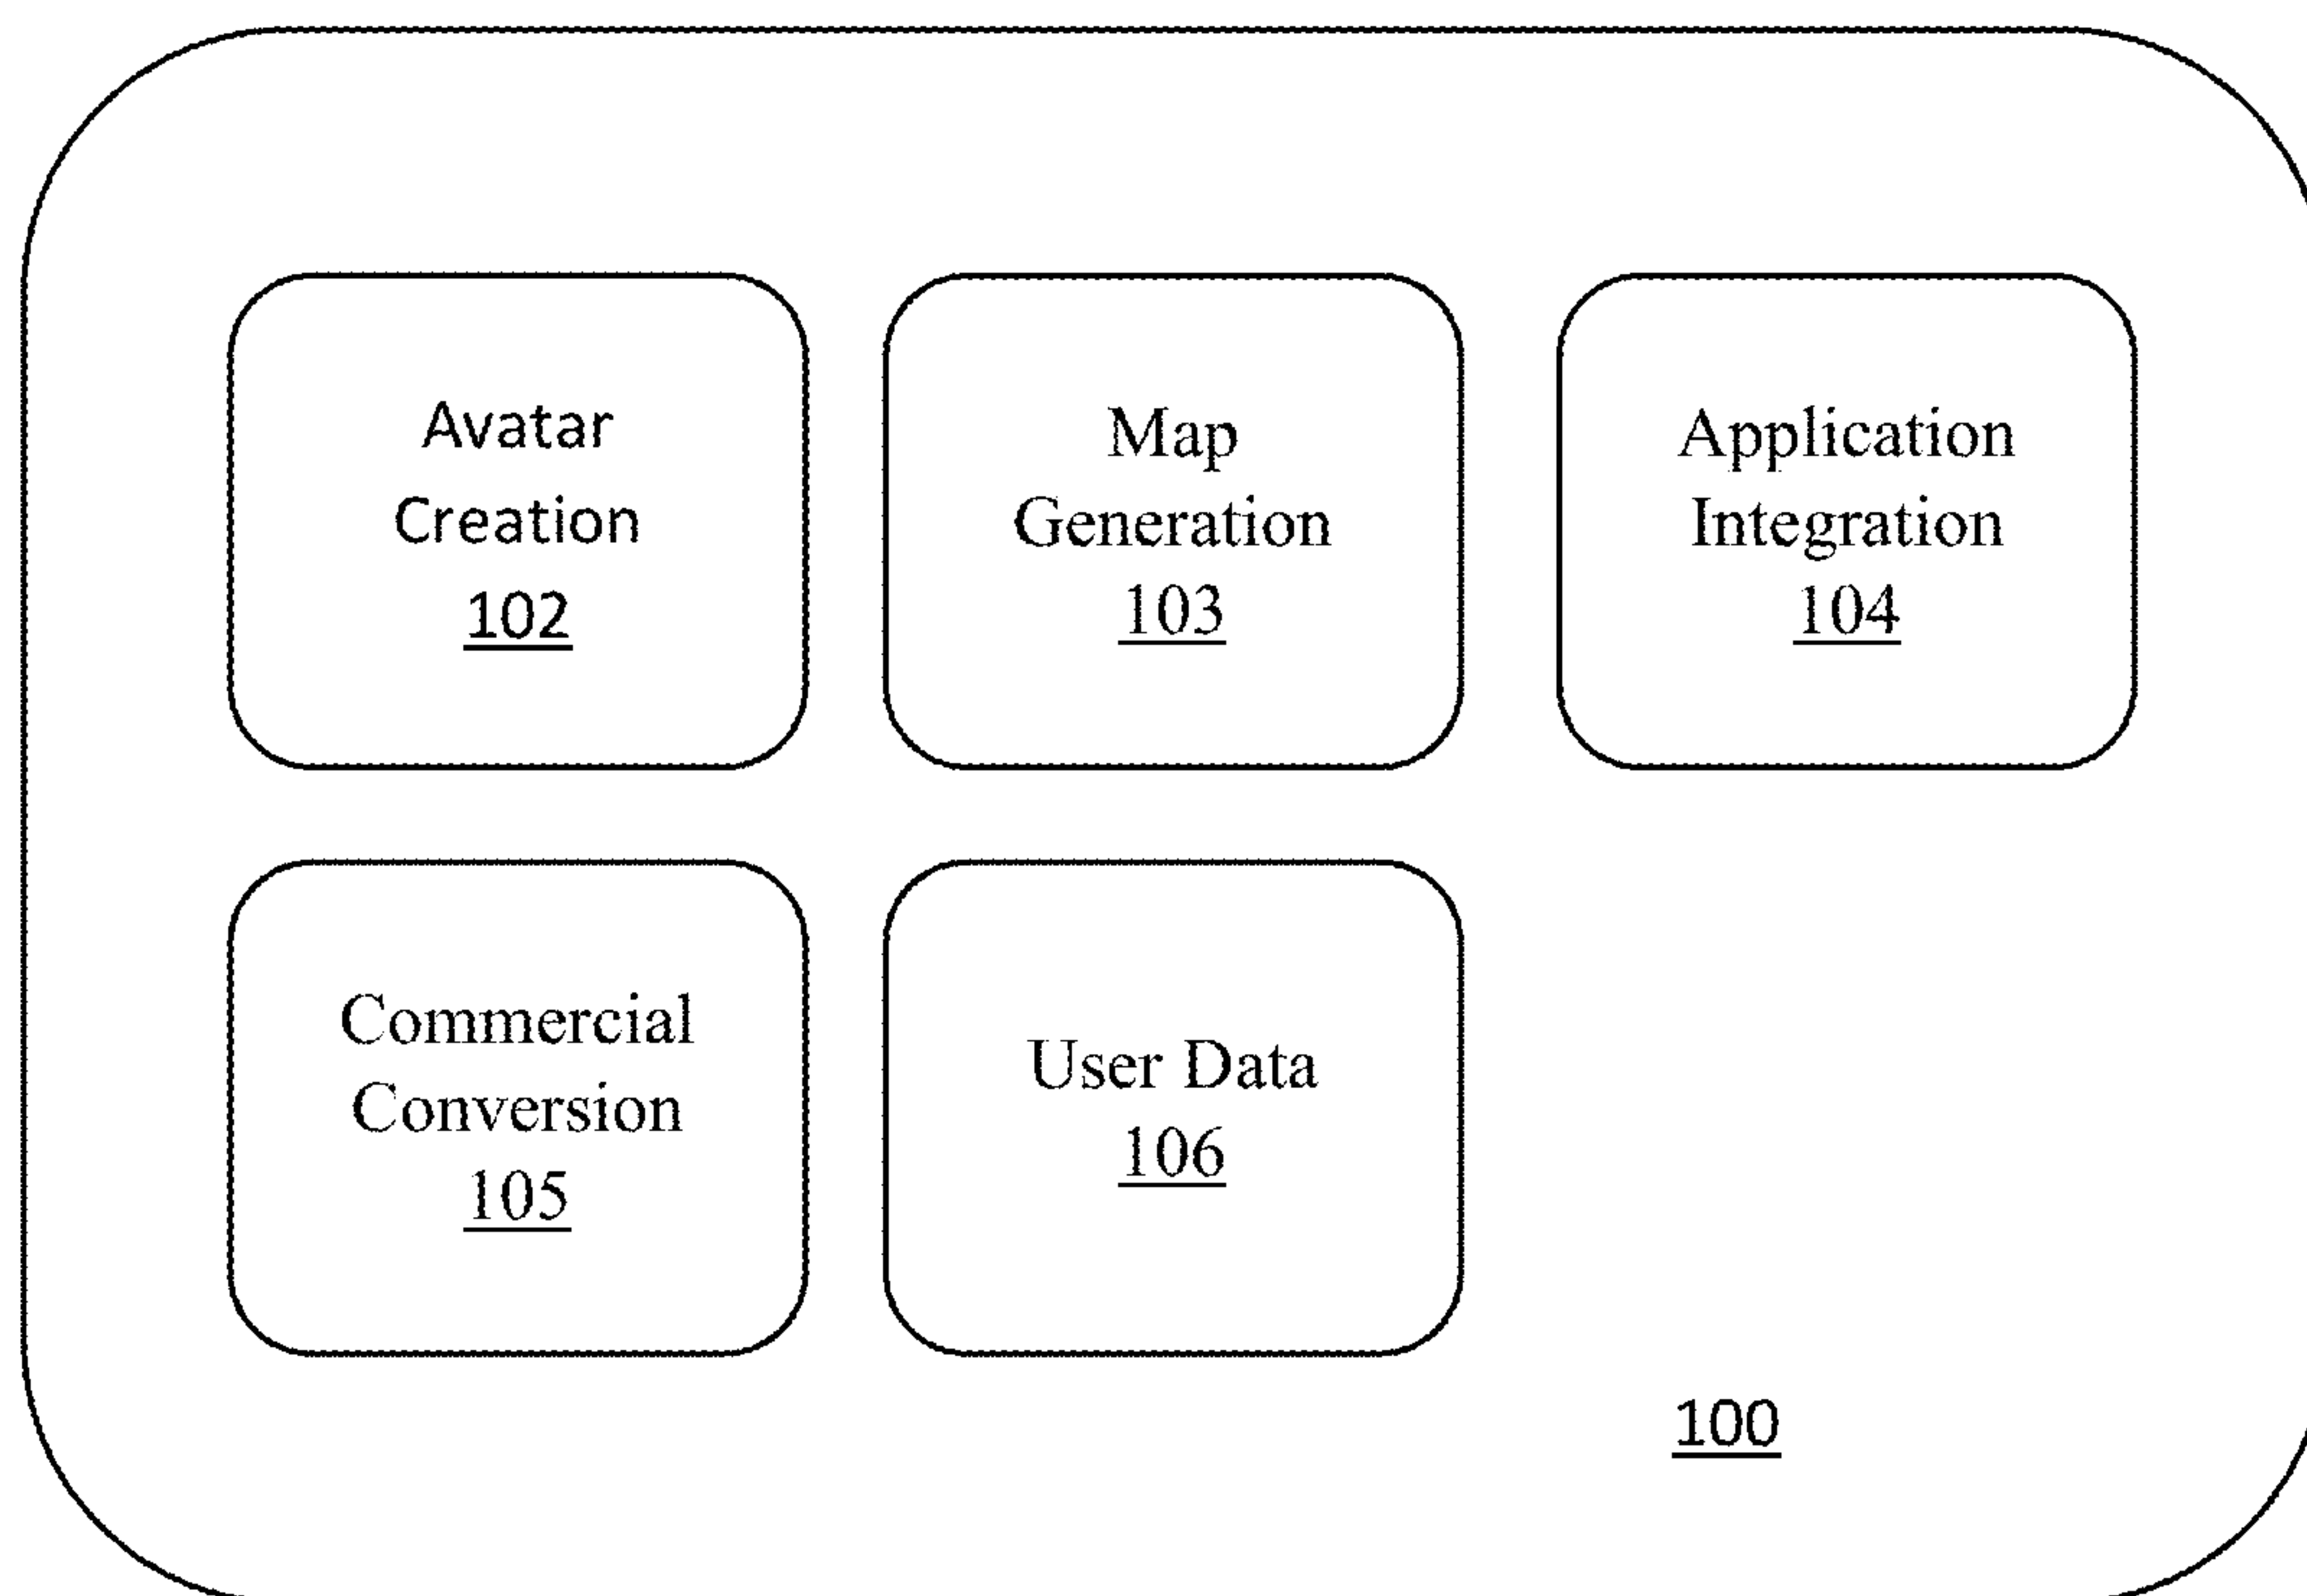 Avatar
Creation
102
Map
Generation
103
Application
Integration
104
Commercial
Conversion
105
User Data
106
100